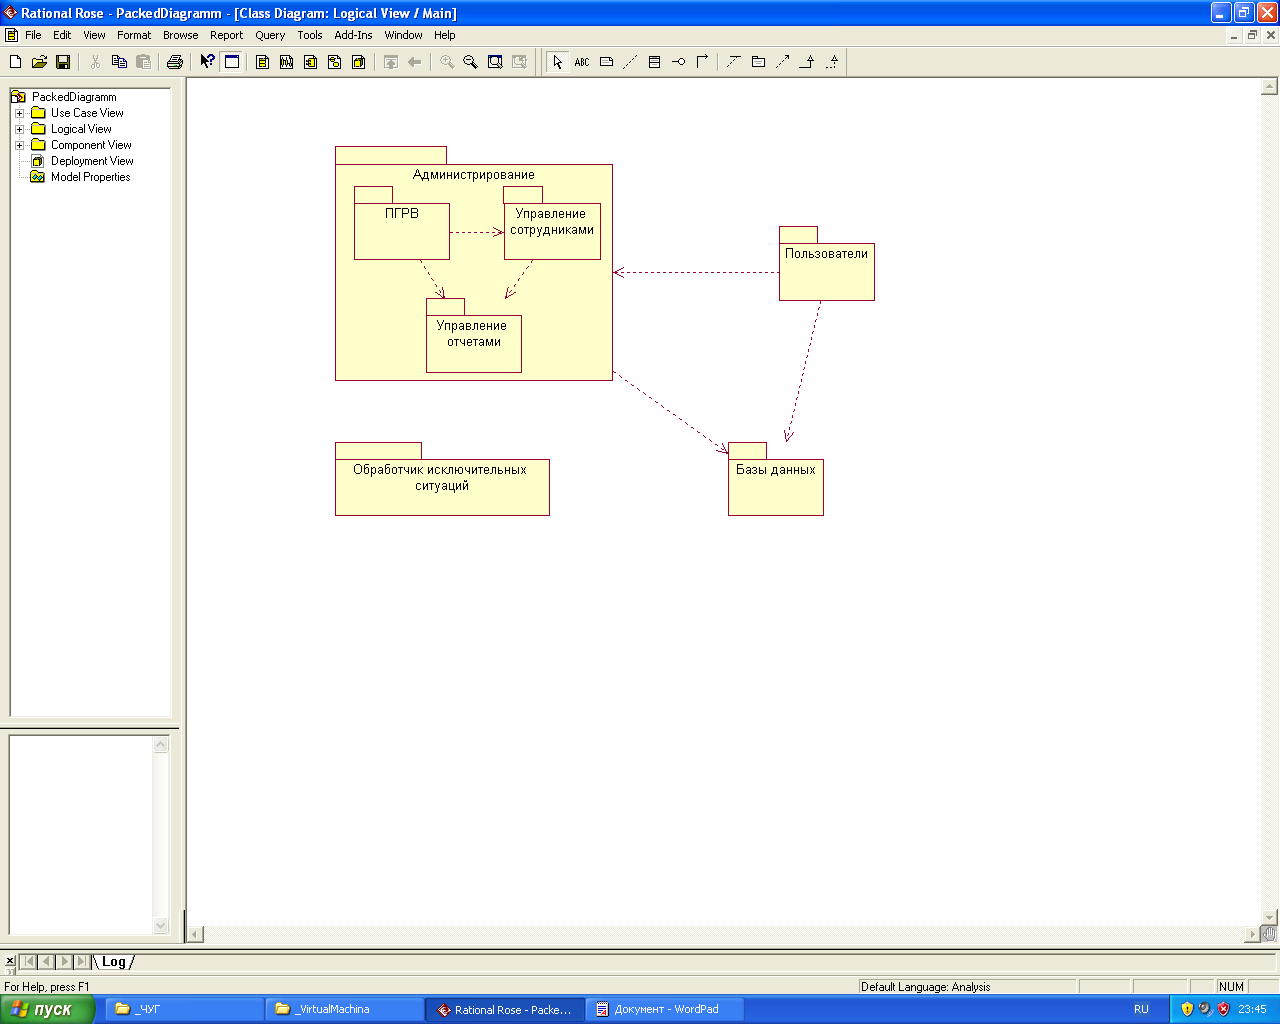 Rational Rose - PackedDiagramm - [Class Diagram: Logical View / Main]
File Edit View Format Browse Report Query Tools Add-Ins Window Help
ABC
PackedDiagramm
Use Case View
Logical View
Component View
Deployment View
Model Properties
Администрирование
ПГРВ
Управление
сотрудниками
Управление
отчетами
Пользователи
Обработчик исключительных
ситуаций
Базы данных
Log
For Help, press F1
Default Language: Analysis
NUM
пуск
_ЧУГ
_VirtualMachina
Rational Rose - Packe...
Документ - WordPad
RU
23:45